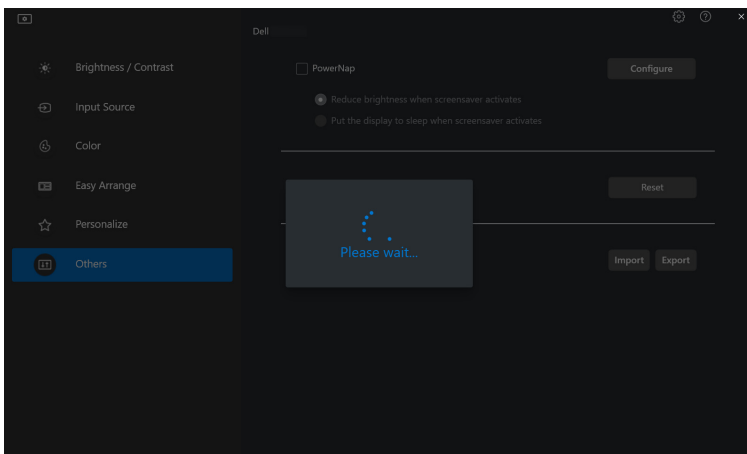 Dell
Brightness / Contrast
Input Source
Color
Easy Arrange
Personalize
Others
PowerNap
Configure
Reduce brightness when screensaver activates
Put the display to sleep when screensaver activates
Reset
Please wait...
Import Export